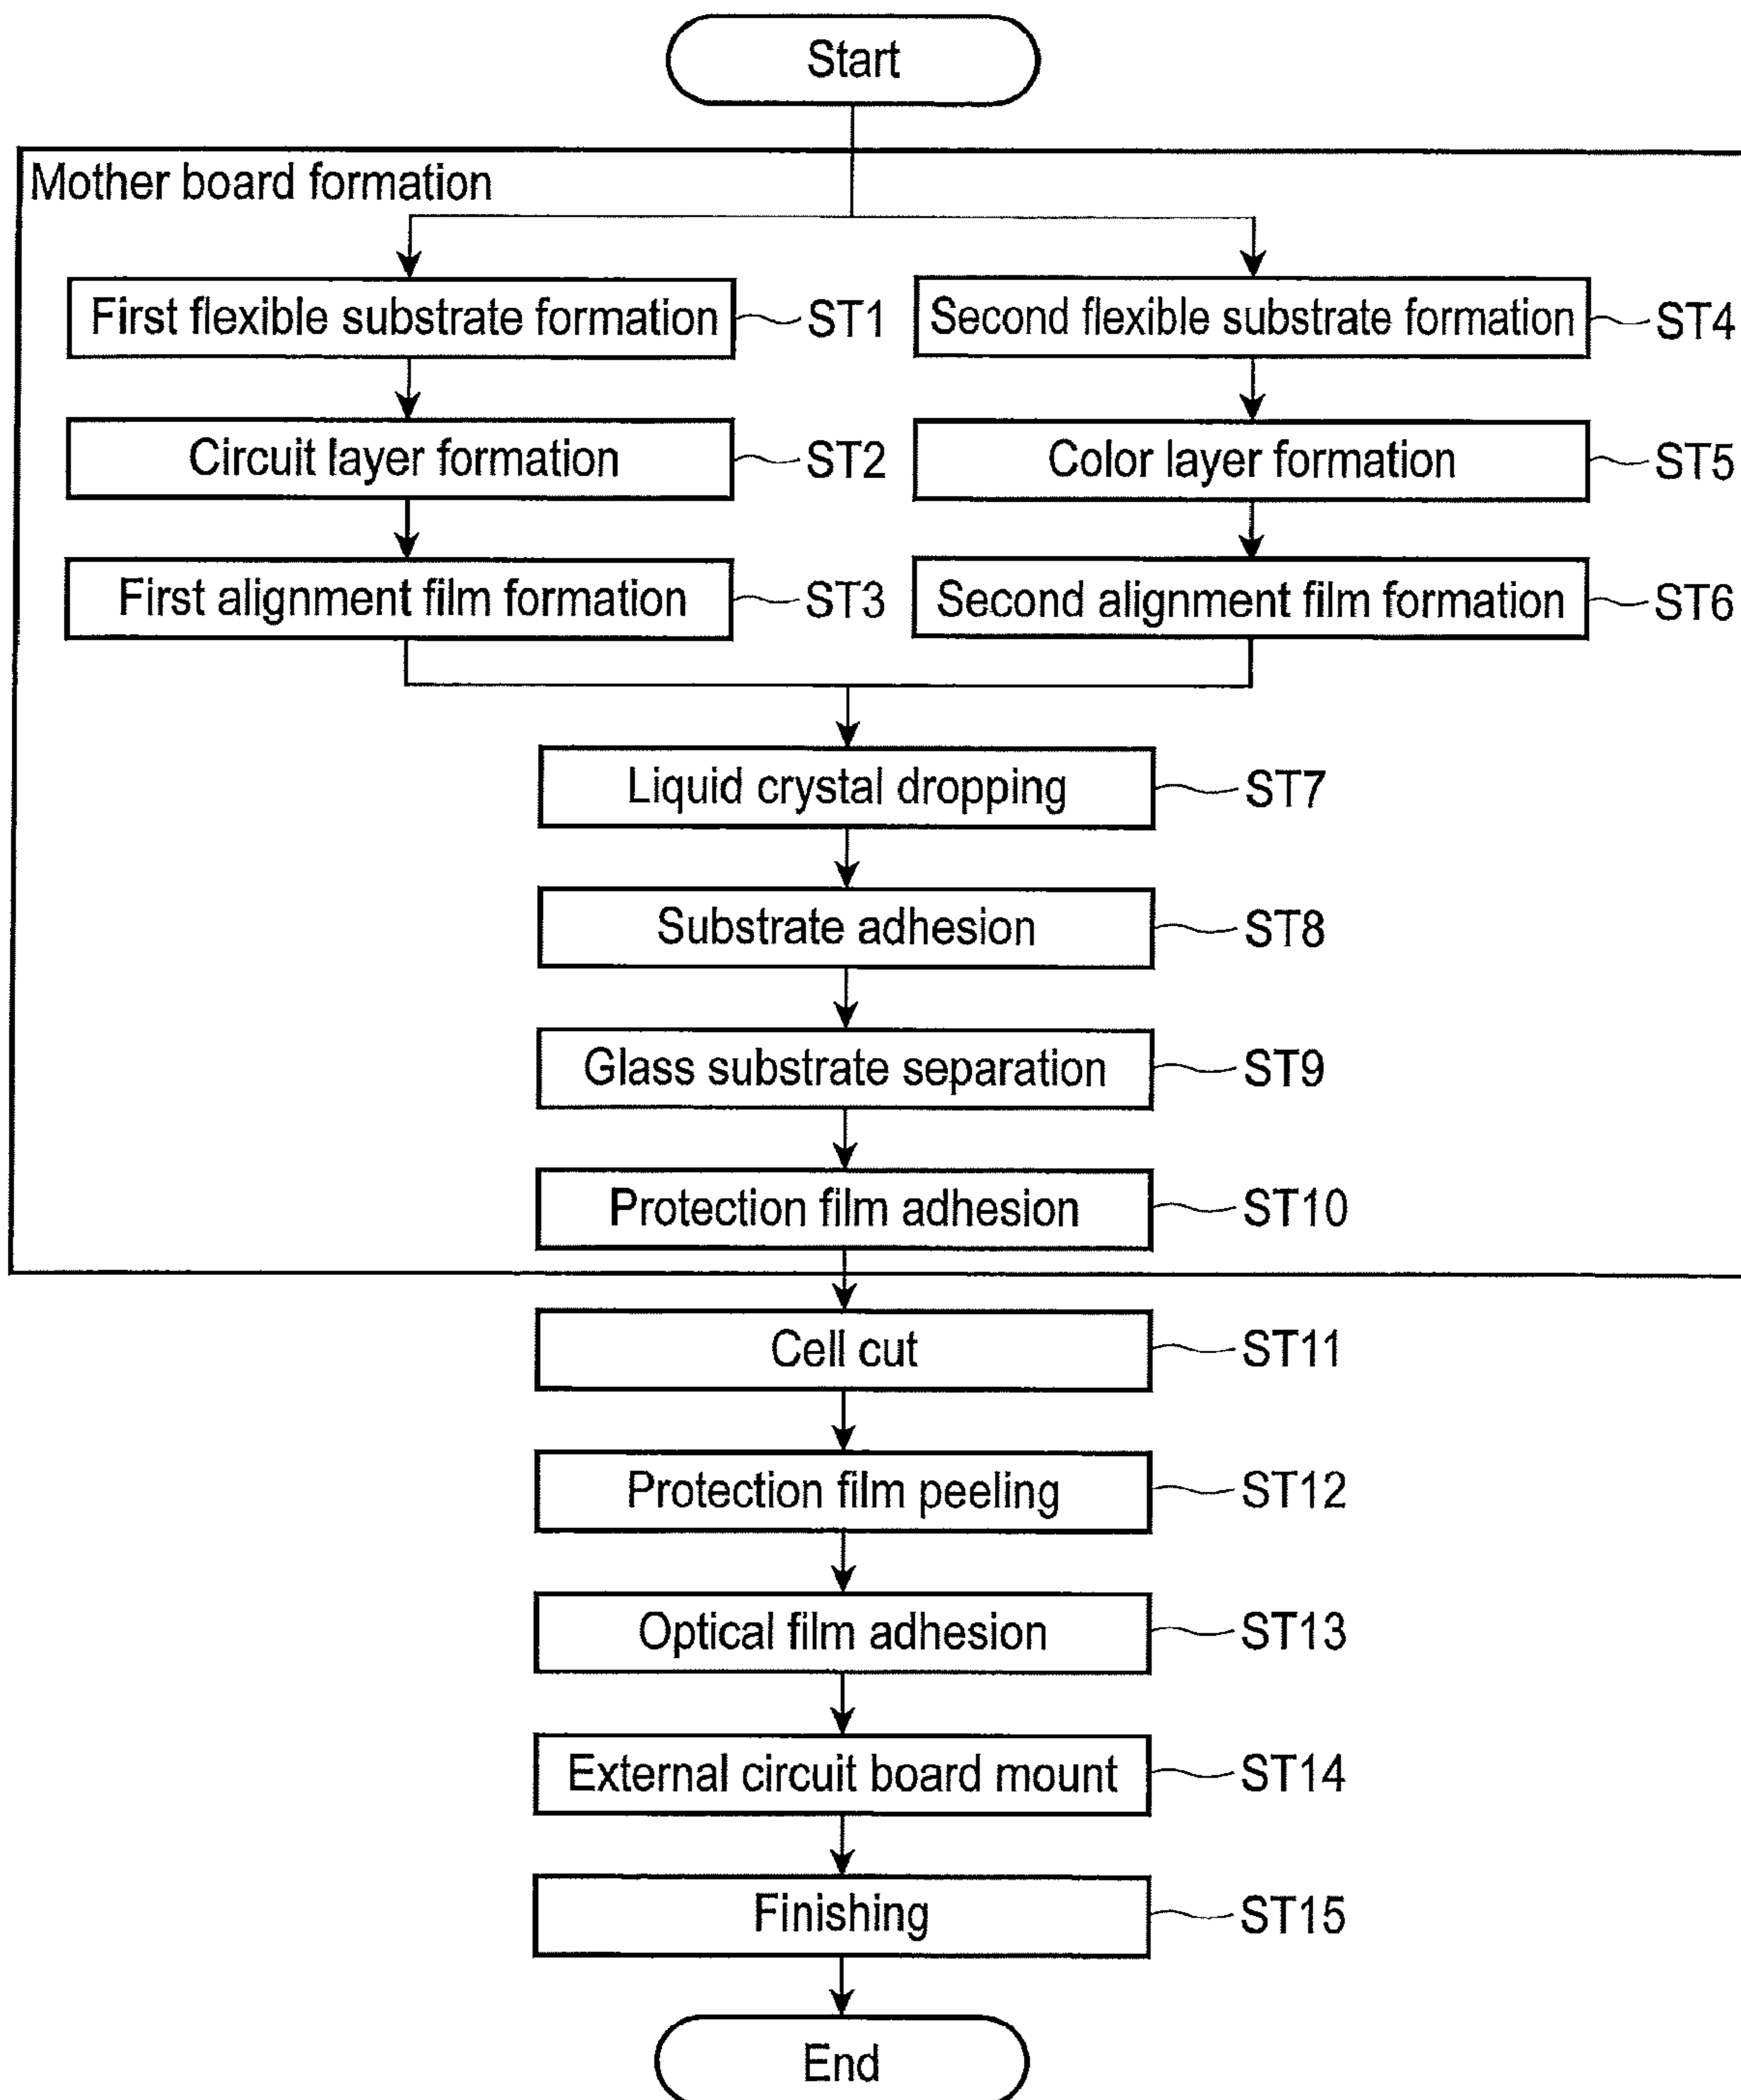 Start
Mother board formation
First flexible substrate formation ST1
Second flexible substrate formation ST4
Circuit layer formation ST2
Color layer formation ST5
First alignment film formation ST3
Second alignment film formation ST6
Liquid crystal dropping ST7
Substrate adhesion ST8
Glass substrate separation ST9
Protection film adhesion ST10
Cell cut ST11
Protection film peeling ST12
Optical film adhesion ST13
External circuit board mount ST14
Finishing ST15
End